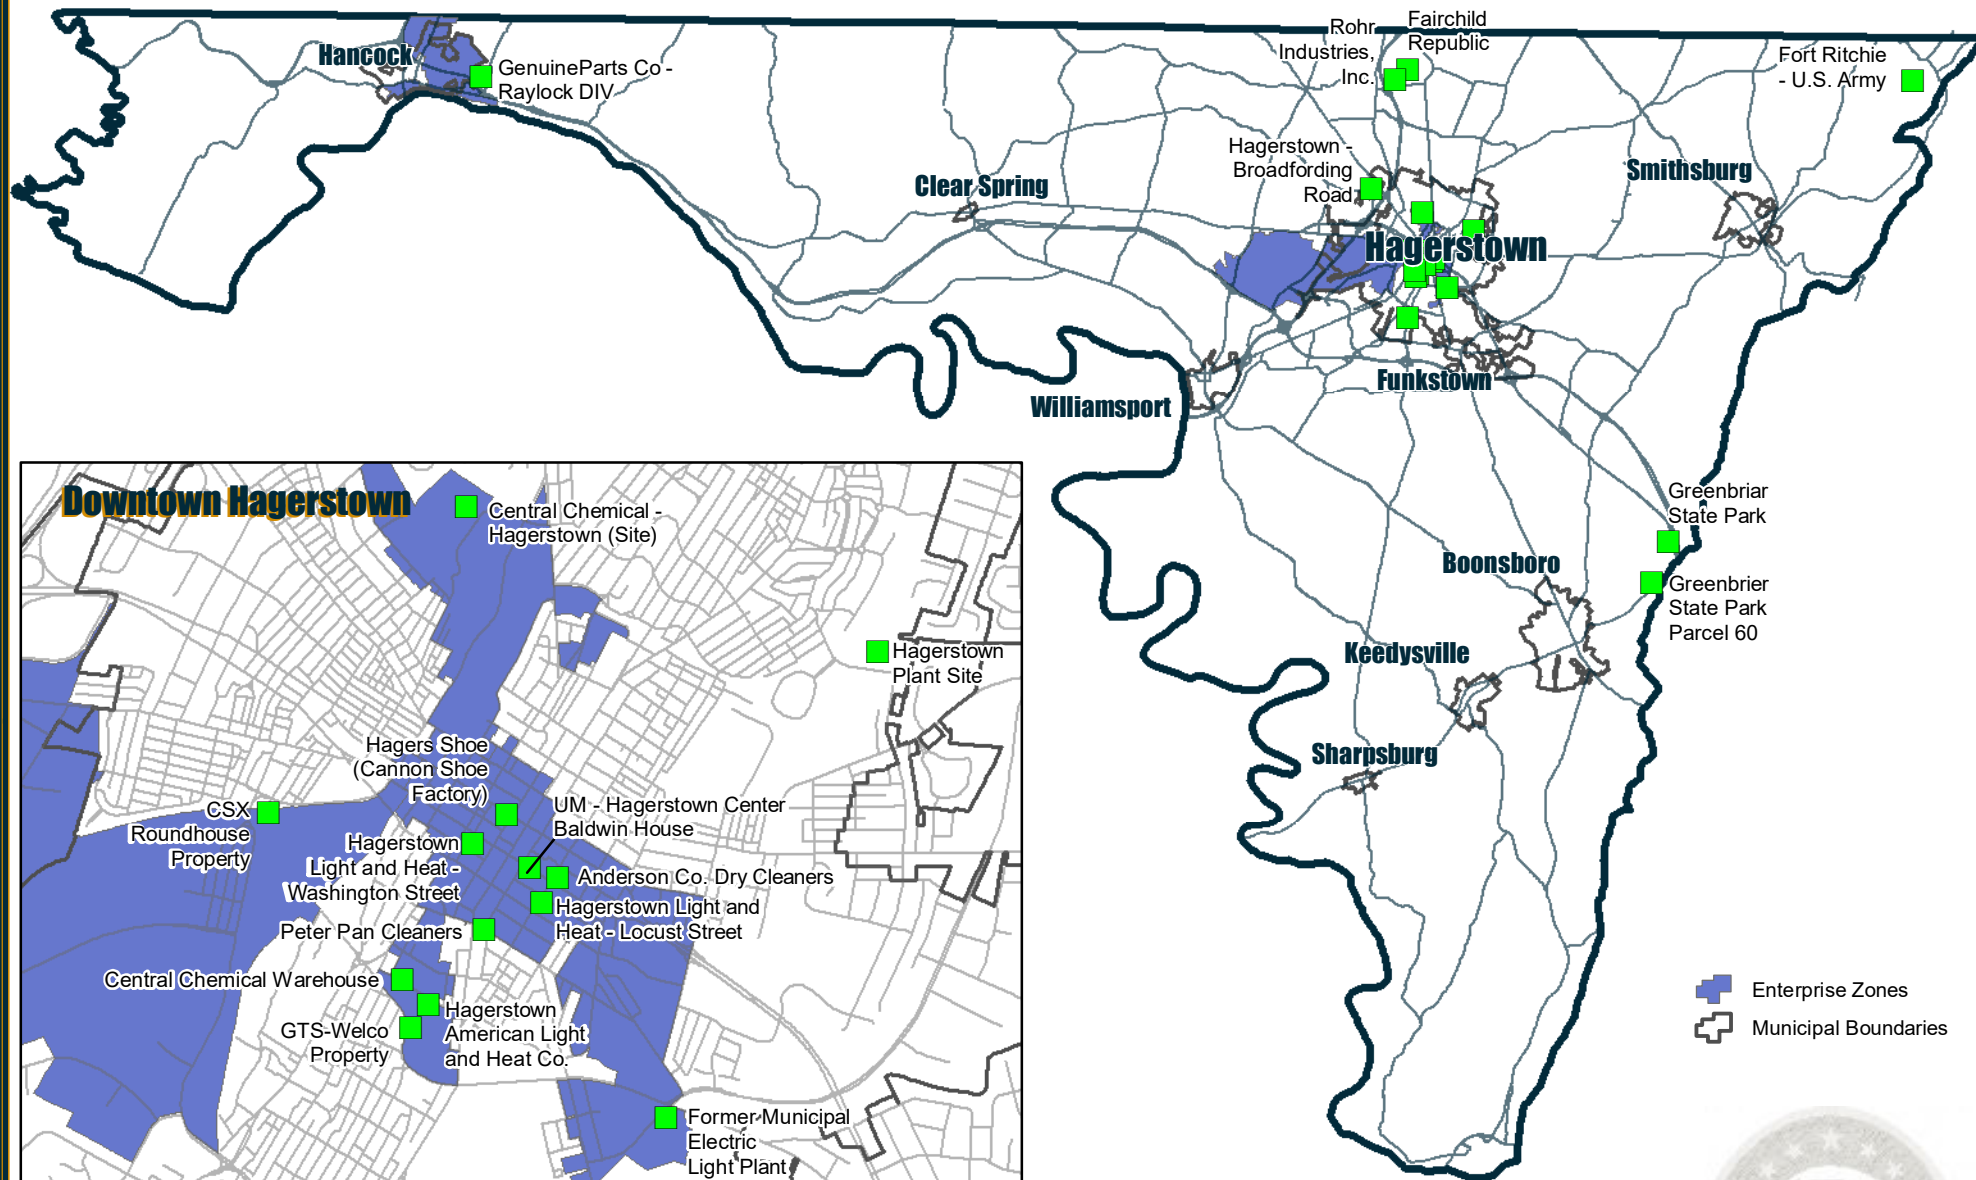 Hancock
GenuineParts Co -
Raylock DIV
Rohr
Industries,
Inc.
Fairchild
Republic
Fort Ritchie
- U.S. Army
Hagerstown -
Broadfording
Road
Clear Spring
Smithsburg
Hagerstown
Funkstown
Williamsport
Greenbriar
State Park
Boonsboro
Greenbrier
State Park
Parcel 60
Keedysville
Sharpsburg
Downtown Hagerstown
Central Chemical -
Hagerstown (Site)
Hagerstown
Plant Site
Hagers Shoe
(Cannon Shoe
Factory)
CSX
Roundhouse
Property
UM - Hagerstown Center
Baldwin House
Hagerstown
Light and Heat -
Washington Street
Anderson Co. Dry Cleaners
Hagerstown Light and
Heat - Locust Street
Peter Pan Cleaners
Central Chemical Warehouse
Hagerstown
American Light
and Heat Co.
GTS-Welco
Property
Former Municipal
Electric
Light Plant
Enterprise Zones
Municipal Boundaries